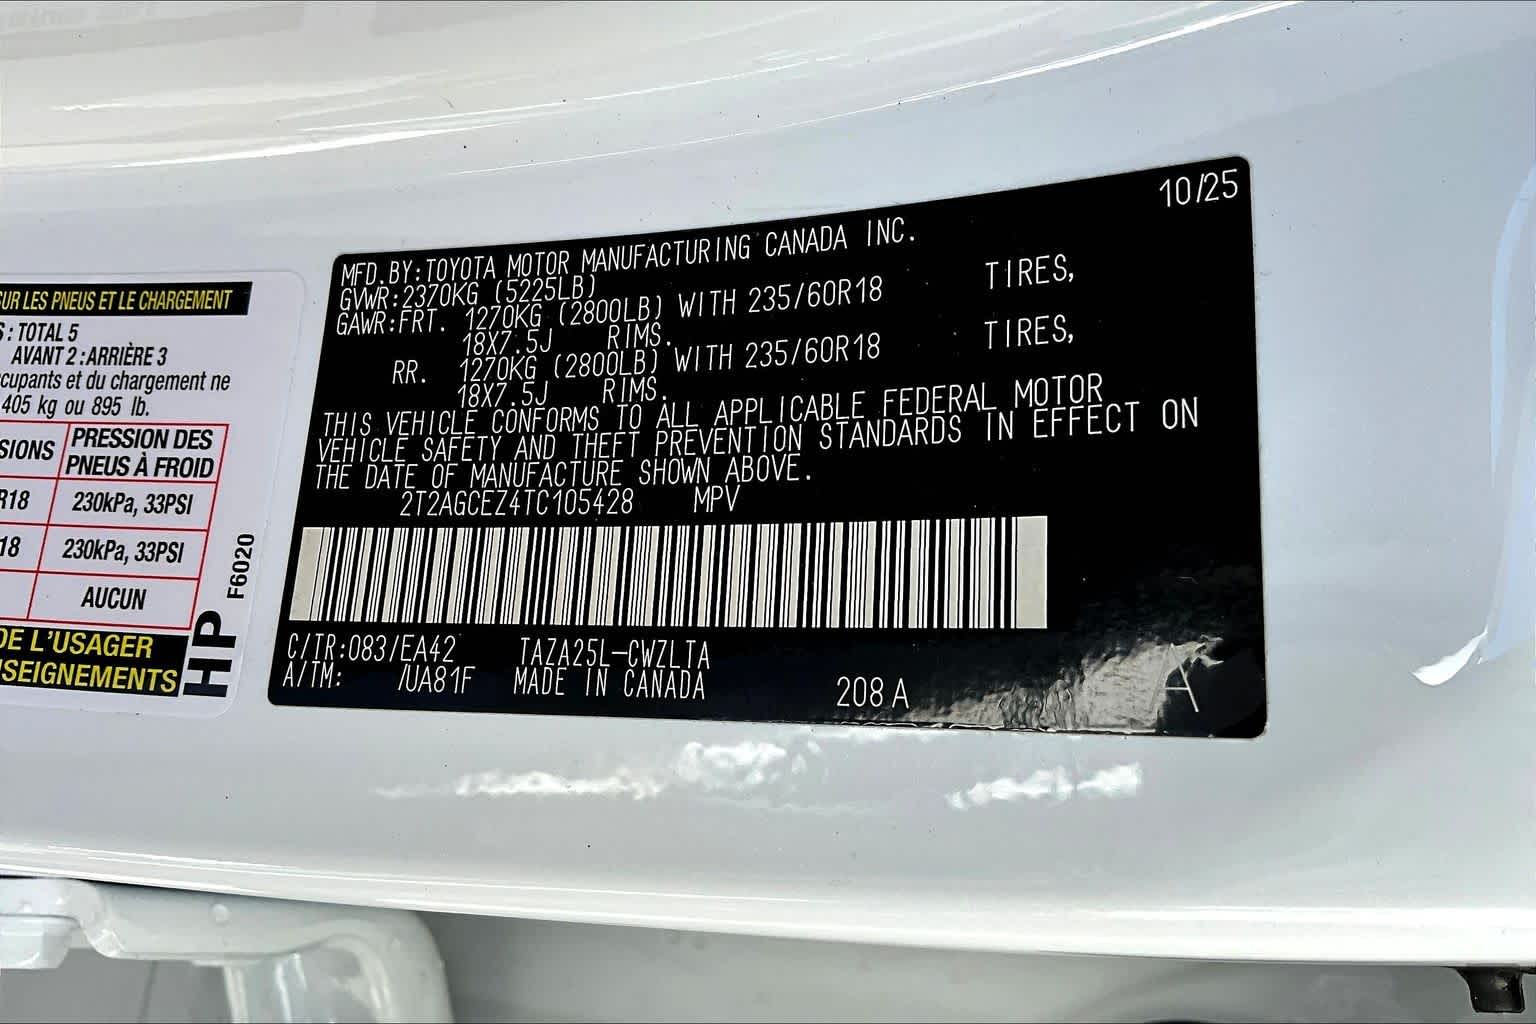 SUR LES PNEUS ET LE CHARGEMENT
S : TOTAL 5
AVANT 2 : ARRIÈRE 3
cupants et du chargement ne
405 kg ou 895 lb.
SIONS
PRESSION DES
PNEUS À FROID
R18
230kPa, 33PSI
18
230kPa, 33PSI
AUCUN
DE L'USAGER
NSEIGNEMENTS
HP
F6020
10/25
MFD.BY:TOYOTA MOTOR MANUFACTURING CANADA INC.
GVWR:2370KG (5225LB)
GAWR:FRT. 1270KG (2800LB) WITH 235/60R18 TIRES,
18X7.5J RIMS.
RR. 1270KG (2800LB) WITH 235/60R18 TIRES,
18X7.5J RIMS.
THIS VEHICLE CONFORMS TO ALL APPLICABLE FEDERAL MOTOR
VEHICLE SAFETY AND THEFT PREVENTION STANDARDS IN EFFECT ON
THE DATE OF MANUFACTURE SHOWN ABOVE.
2T2AGCEZ4TC105428 MPV
C/TR:083/EA42 TAZA25L-CWZLTA
A/TM: /UA81F MADE IN CANADA
208 A
A